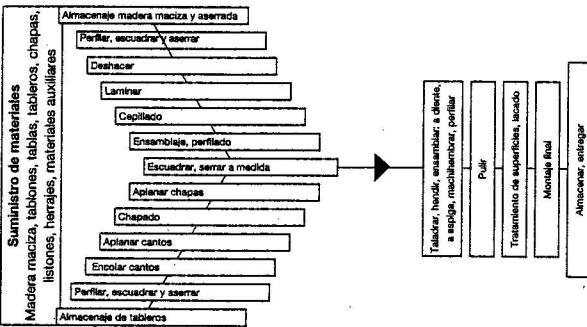 Suministro de materiales
Madera maciza, tablones, tablas, tableros, chapas,
listones, herrajes, materiales auxiliares
Almacenaje madera maciza y aserrada
Perfilar, escuadrar y aserrar
Deshacer
Laminar
Cepillado
Ensamblaje, perfilado
Escuadrar, serrar a medida
Aplanar chapas
Chapado
Aplanar cantos
Encolar cantos
Perfilar, escuadrar y aserrar
Almacenaje de tableros
Taladrar, hendir, ensamblar: a diente,
a espiga, machihembrar, perfilar
Pulir
Tratamiento de superficies, lacado
Montaje final
Almacenar, entregar